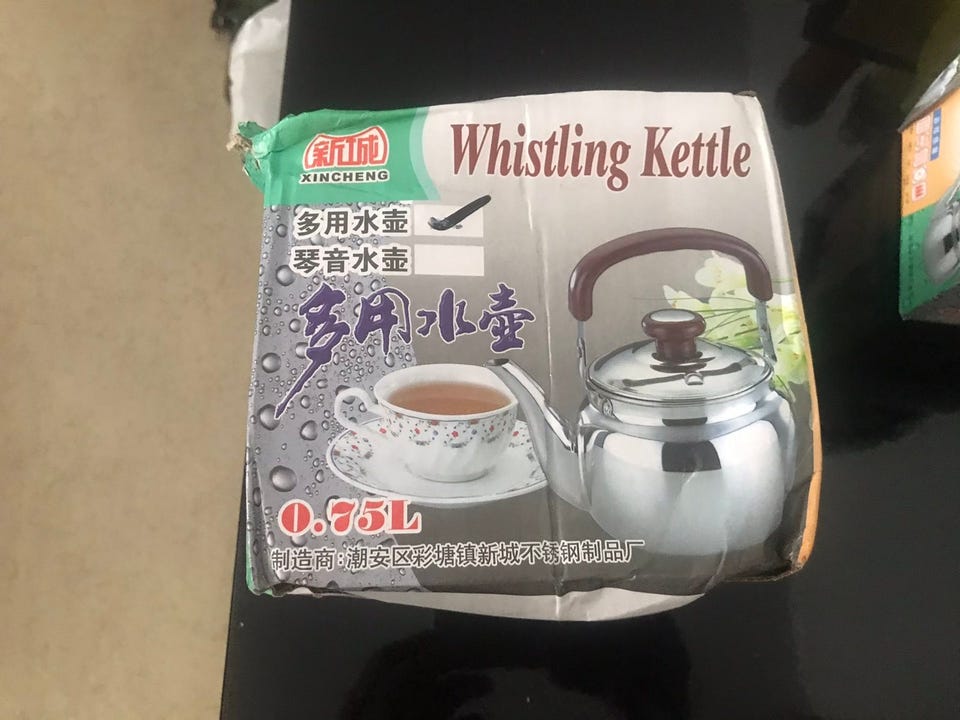 新城
XINCHENG
Whistling Kettle
多用水壶
琴音水壶
多用水壶
0.75L
制造商:潮安区彩塘镇新城不锈钢制品厂